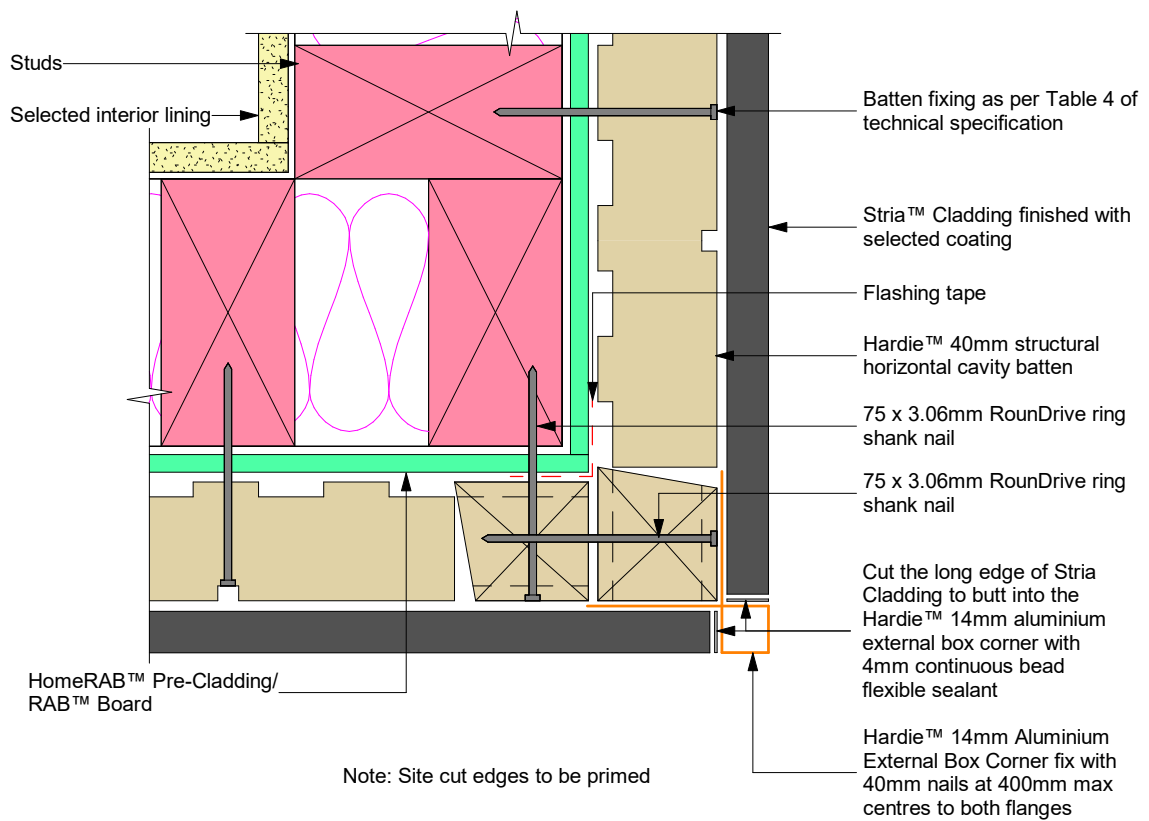 Studs
Selected interior lining
Batten fixing as per Table 4 of
technical specification
Stria™ Cladding finished with
selected coating
Flashing tape
Hardie™ 40mm structural
horizontal cavity batten
75 x 3.06mm RounDrive ring
shank nail
75 x 3.06mm RounDrive ring
shank nail
Cut the long edge of Stria
Cladding to butt into the
Hardie™ 14mm aluminium
external box corner with
4mm continuous bead
flexible sealant
HomeRAB™ Pre-Cladding/
RAB™ Board
Hardie™ 14mm Aluminium
External Box Corner fix with
40mm nails at 400mm max
centres to both flanges
Note: Site cut edges to be primed